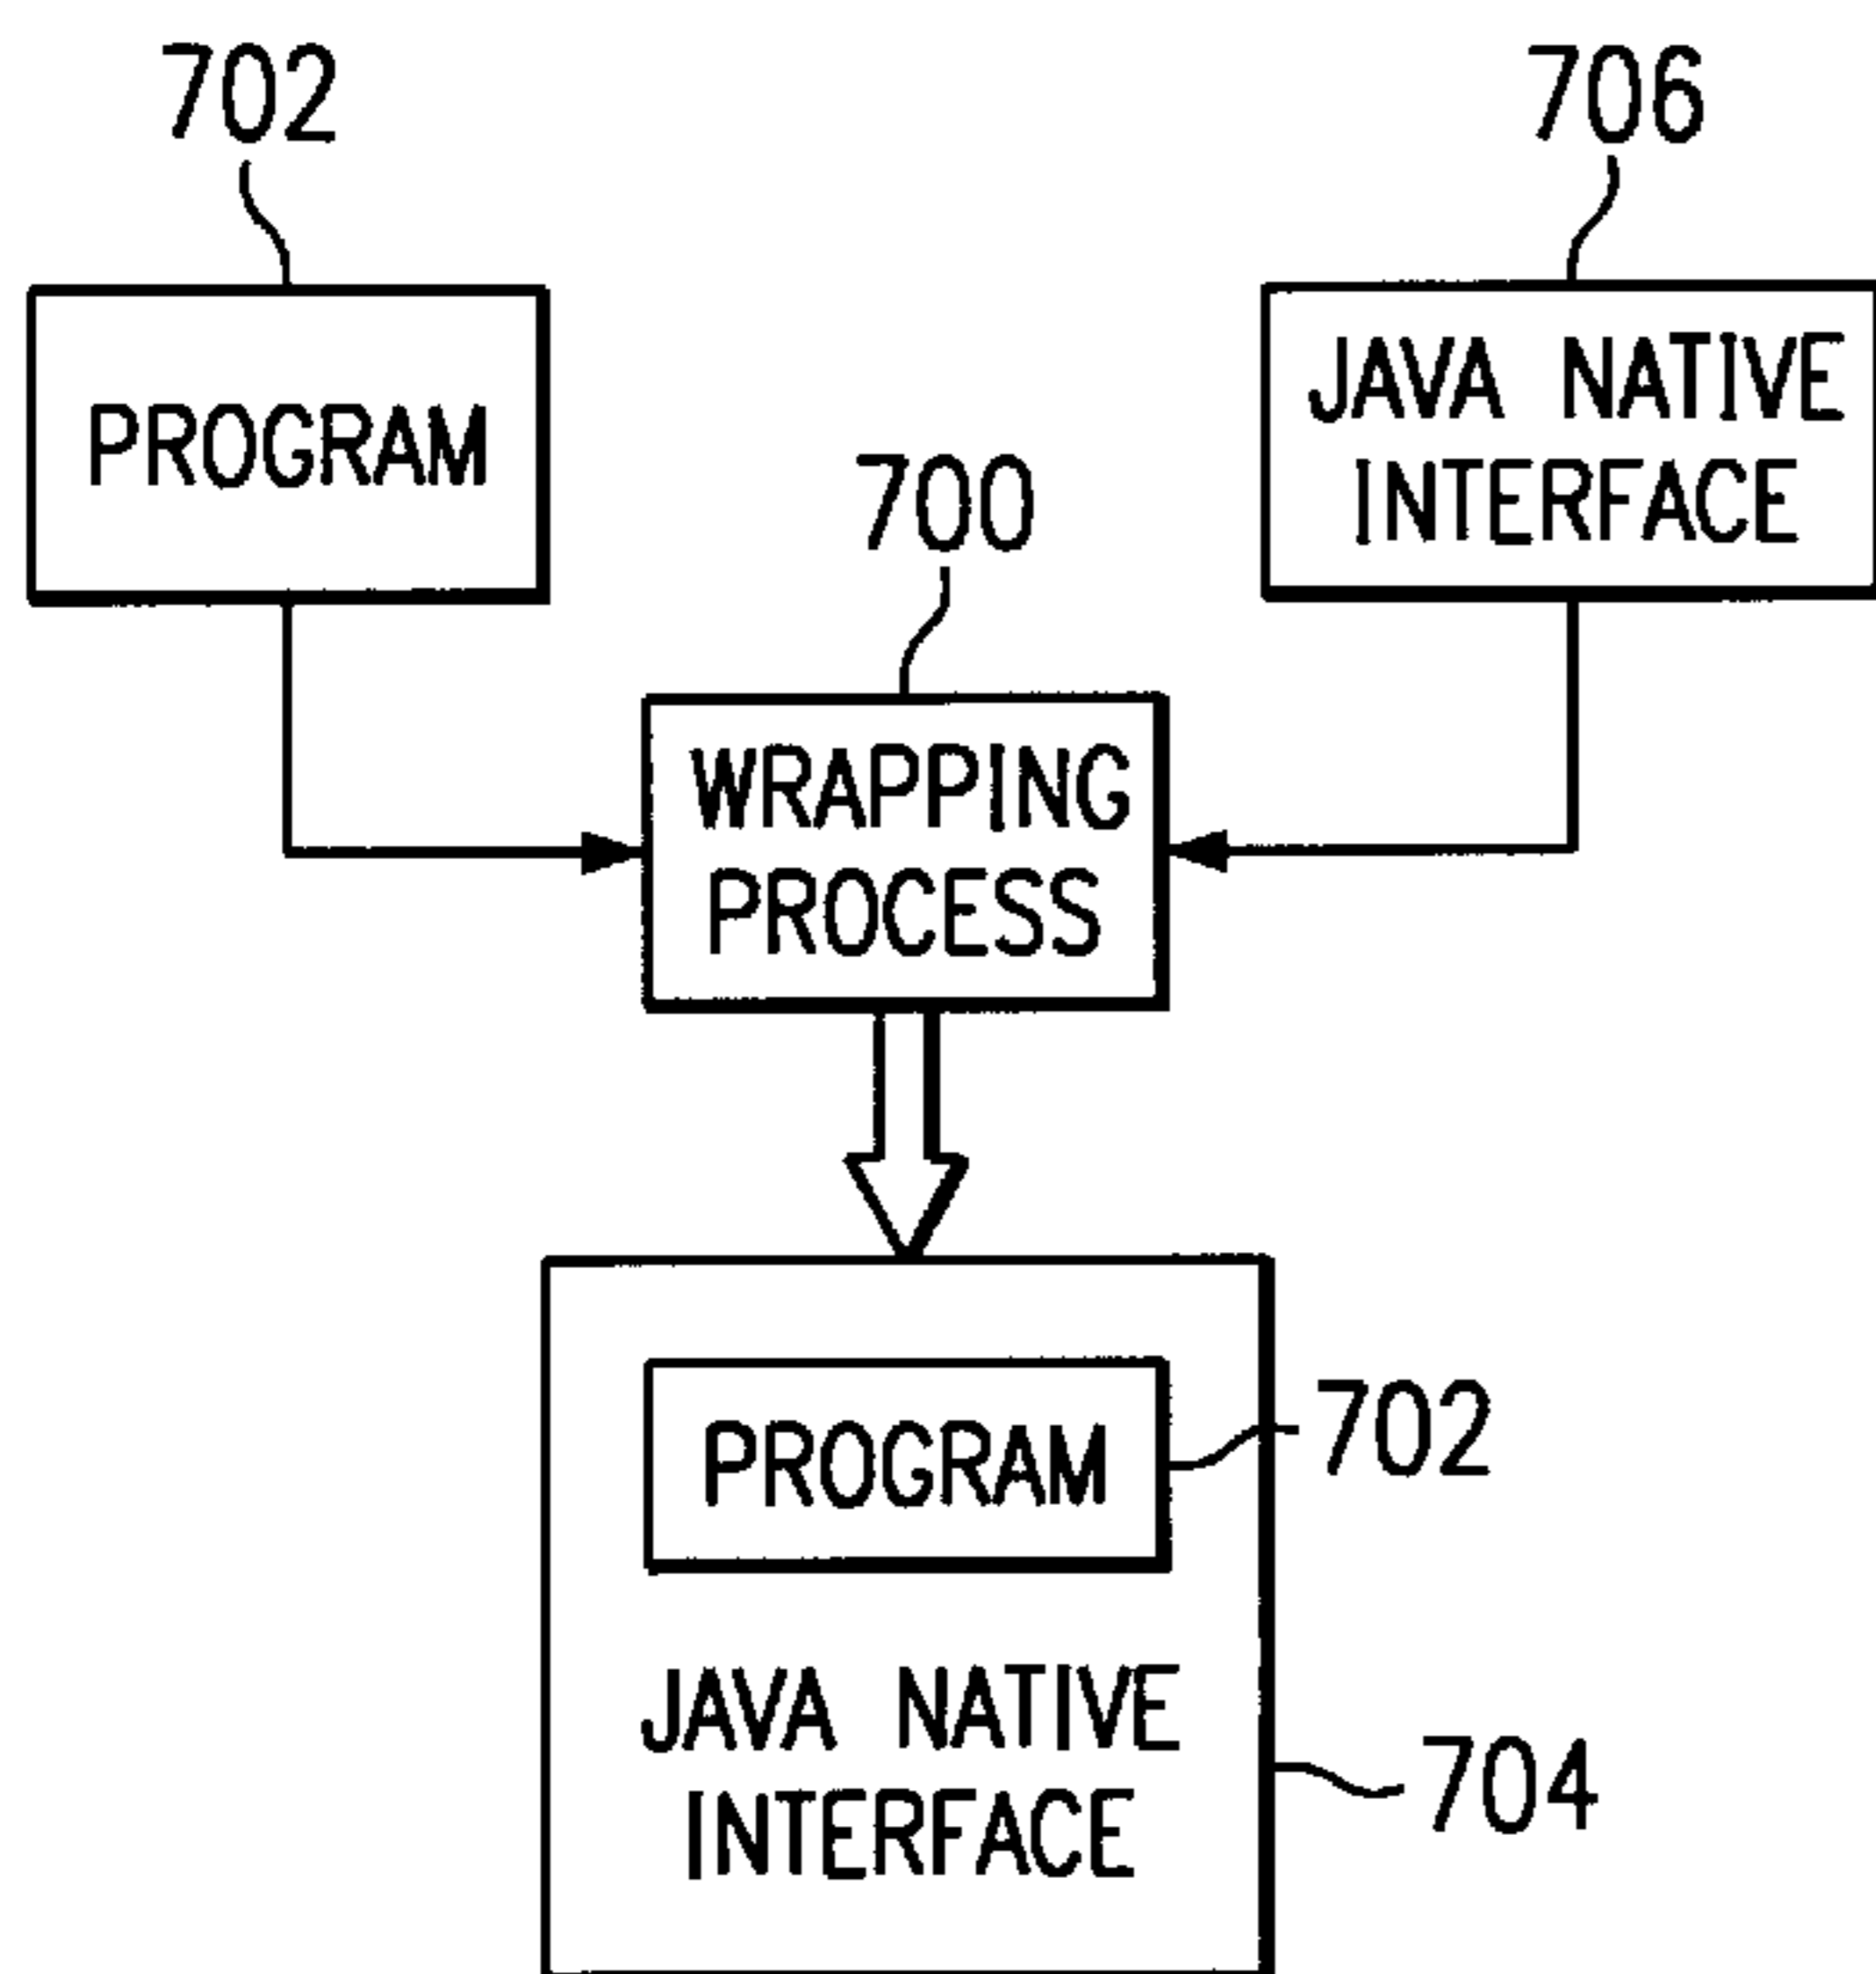 702
706
PROGRAM
JAVA NATIVE
INTERFACE
700
WRAPPING
PROCESS
PROGRAM
702
JAVA NATIVE
INTERFACE
704